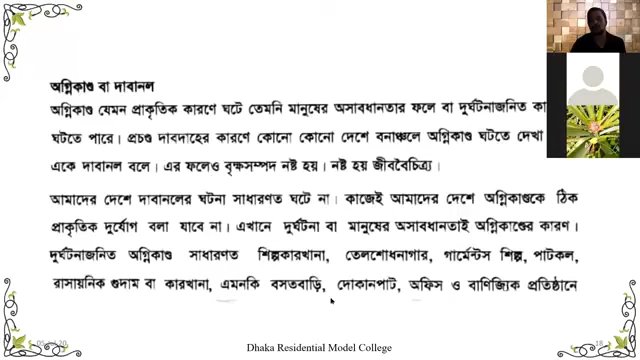 অগ্নিকাণ্ড বা দাবানল
অগ্নিকাণ্ড যেমন প্রাকৃতিক কারণে ঘটে তেমনি মানুষের অসাবধানতার ফলে বা দুর্ঘটনাজনিত কা
ঘটতে পারে। প্রচণ্ড দাবদাহের কারণে কোনো কোনো দেশে বনাঞ্চলে অগ্নিকাণ্ড ঘটতে দেখা
একে দাবানল বলে। এর ফলেও বৃক্ষসম্পদ নষ্ট হয়। নষ্ট হয় জীববৈচিত্র্য।
আমাদের দেশে দাবানলের ঘটনা সাধারণত ঘটে না। কাজেই আমাদের দেশে অগ্নিকাণ্ডকে ঠিক
প্রাকৃতিক দুর্যোগ বলা যাবে না। এখানে দুর্ঘটনা বা মানুষের অসাবধানতাই অগ্নিকাণ্ডের কারণ।
দুর্ঘটনাজনিত অগ্নিকাণ্ড সাধারণত শিল্পকারখানা, তেলশোধনাগার, গার্মেন্টস শিল্প, পাটকল,
রাসায়নিক গুদাম বা কারখানা, এমনকি বসতবাড়ি, দোকানপাট, অফিস ও বাণিজ্যিক প্রতিষ্ঠানে
Dhaka Residential Model College
18